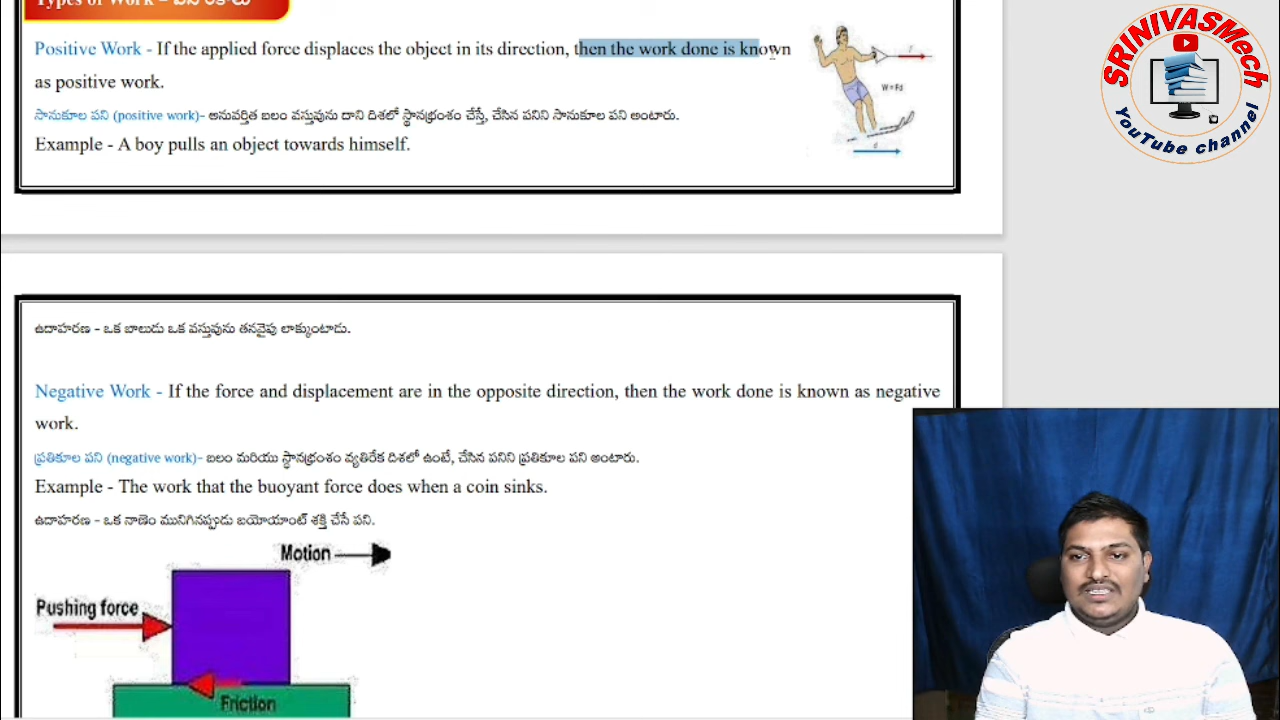 Types of Work – పని రకాలు
Positive Work - If the applied force displaces the object in its direction, then the work done is known
as positive work.
సానుకూల పని (positive work)- అనువర్తిత బలం వస్తువును దాని దిశలో స్థానభ్రంశం చేస్తే, చేసిన పనిని సానుకూల పని అంటారు.
Example - A boy pulls an object towards himself.
F
W = Fd
d
SRINIVASMech
YouTube channel
ఉదాహరణ - ఒక బాలుడు ఒక వస్తువును తనవైపు లాక్కుంటాడు.
Negative Work - If the force and displacement are in the opposite direction, then the work done is known as negative
work.
ప్రతికూల పని (negative work)- బలం మరియు స్థానభ్రంశం వ్యతిరేక దిశలో ఉంటే, చేసిన పనిని ప్రతికూల పని అంటారు.
Example - The work that the buoyant force does when a coin sinks.
ఉదాహరణ - ఒక నాణెం మునిగినప్పుడు బయోయాంట్ శక్తి చేసే పని.
Motion
Pushing force
Friction